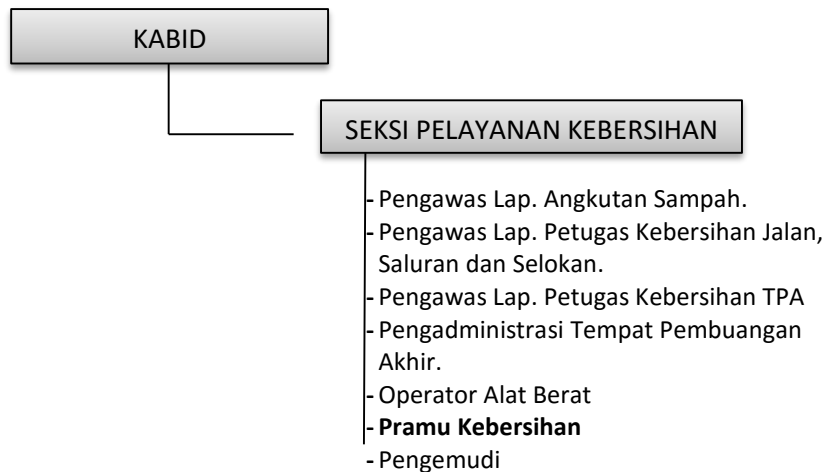 KABID
SEKSI PELAYANAN KEBERSIHAN
- Pengawas Lap. Angkutan Sampah.
- Pengawas Lap. Petugas Kebersihan Jalan,
Saluran dan Selokan.
- Pengawas Lap. Petugas Kebersihan TPA
- Pengadministrasi Tempat Pembuangan
Akhir.
- Operator Alat Berat
- Pramu Kebersihan
- Pengemudi